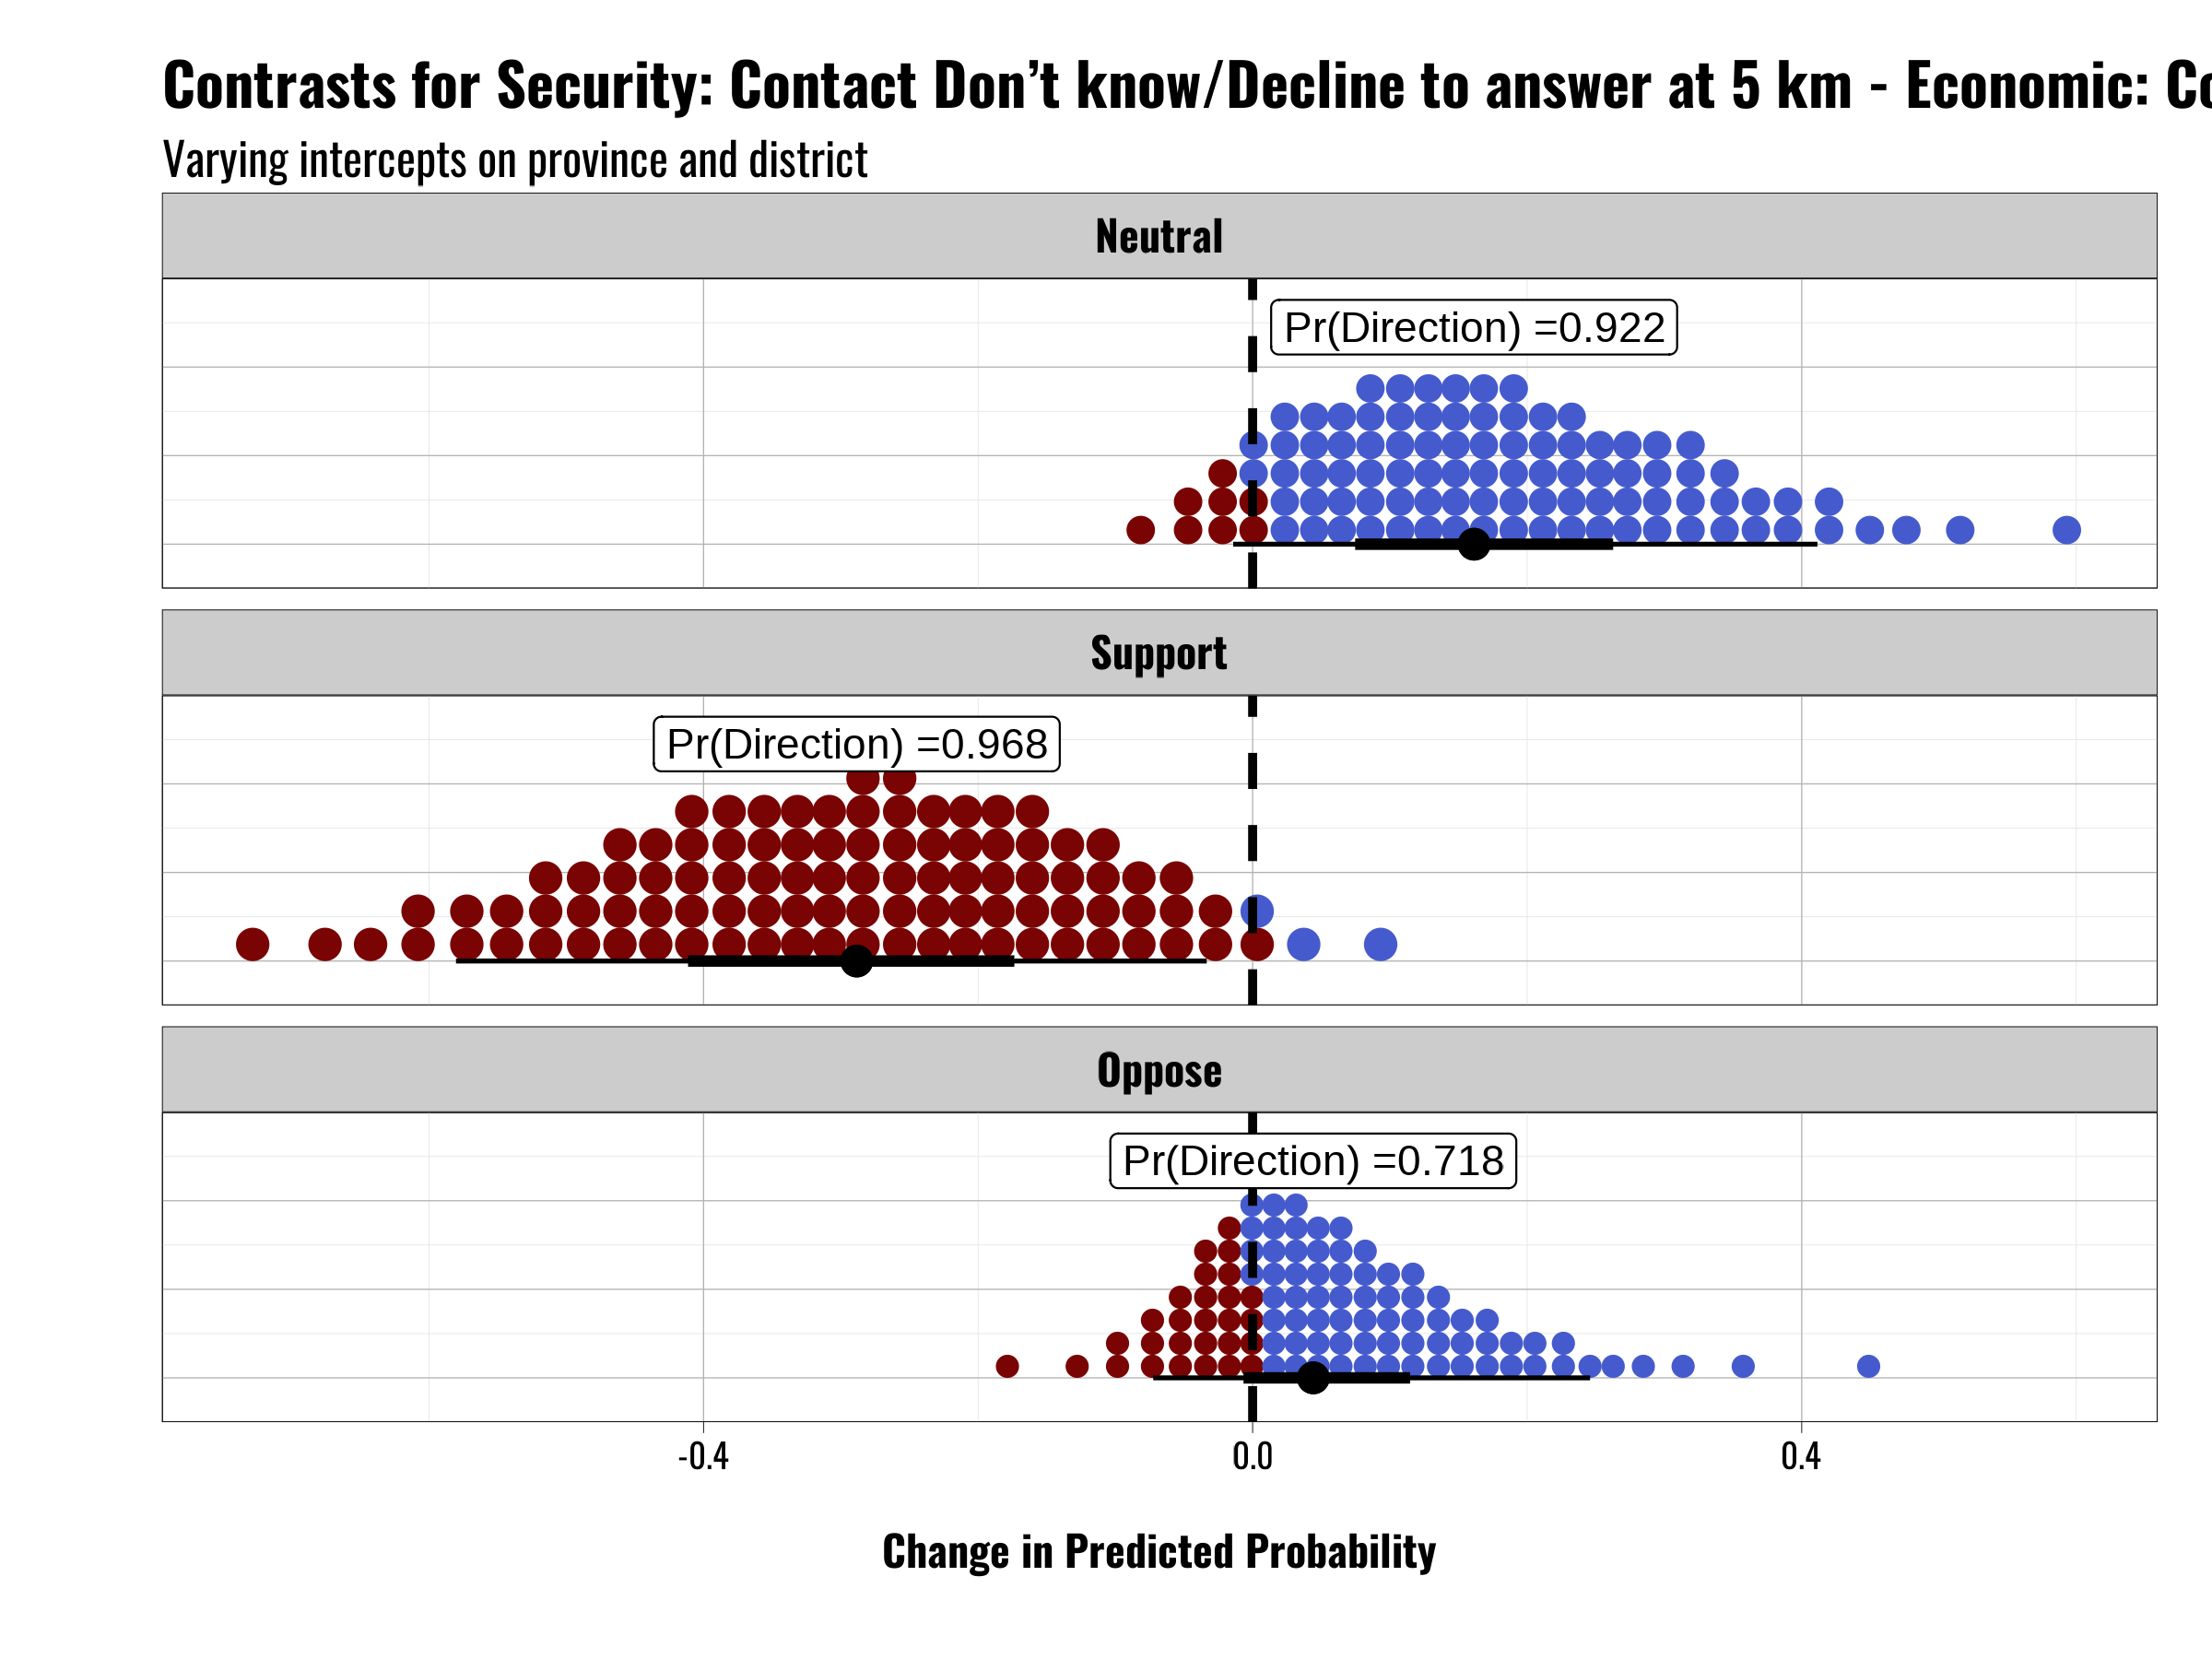 Contrasts for Security: Contact Don’t know/Decline to answer at 5 km - Economic:
Varying intercepts on province and district
Neutral
Pr(Direction) =0.922
Support
Pr(Direction) =0.968
Oppose
Pr(Direction) =0.718
-0.4 0.0 0.4
Change in Predicted Probability